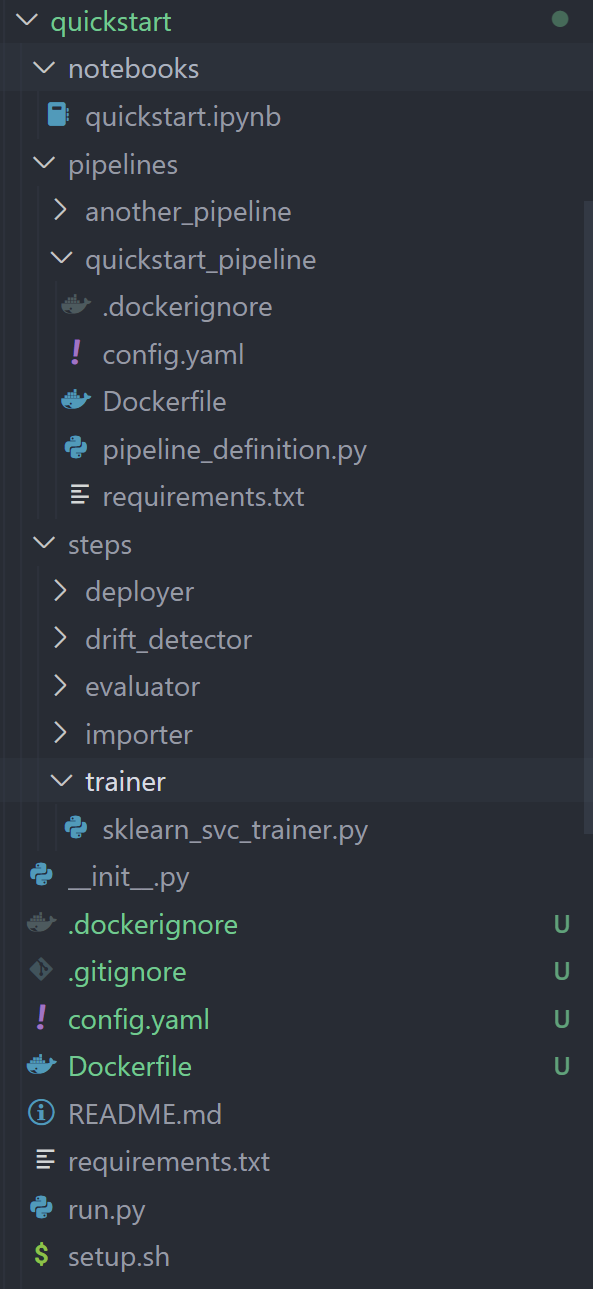 quickstart
notebooks
quickstart.ipynb
pipelines
another_pipeline
quickstart_pipeline
.dockerignore
! config.yaml
Dockerfile
pipeline_definition.py
requirements.txt
steps
deployer
drift_detector
evaluator
importer
trainer
sklearn_svc_trainer.py
__init__.py
.dockerignore U
.gitignore U
! config.yaml U
Dockerfile U
README.md
requirements.txt
run.py
$ setup.sh